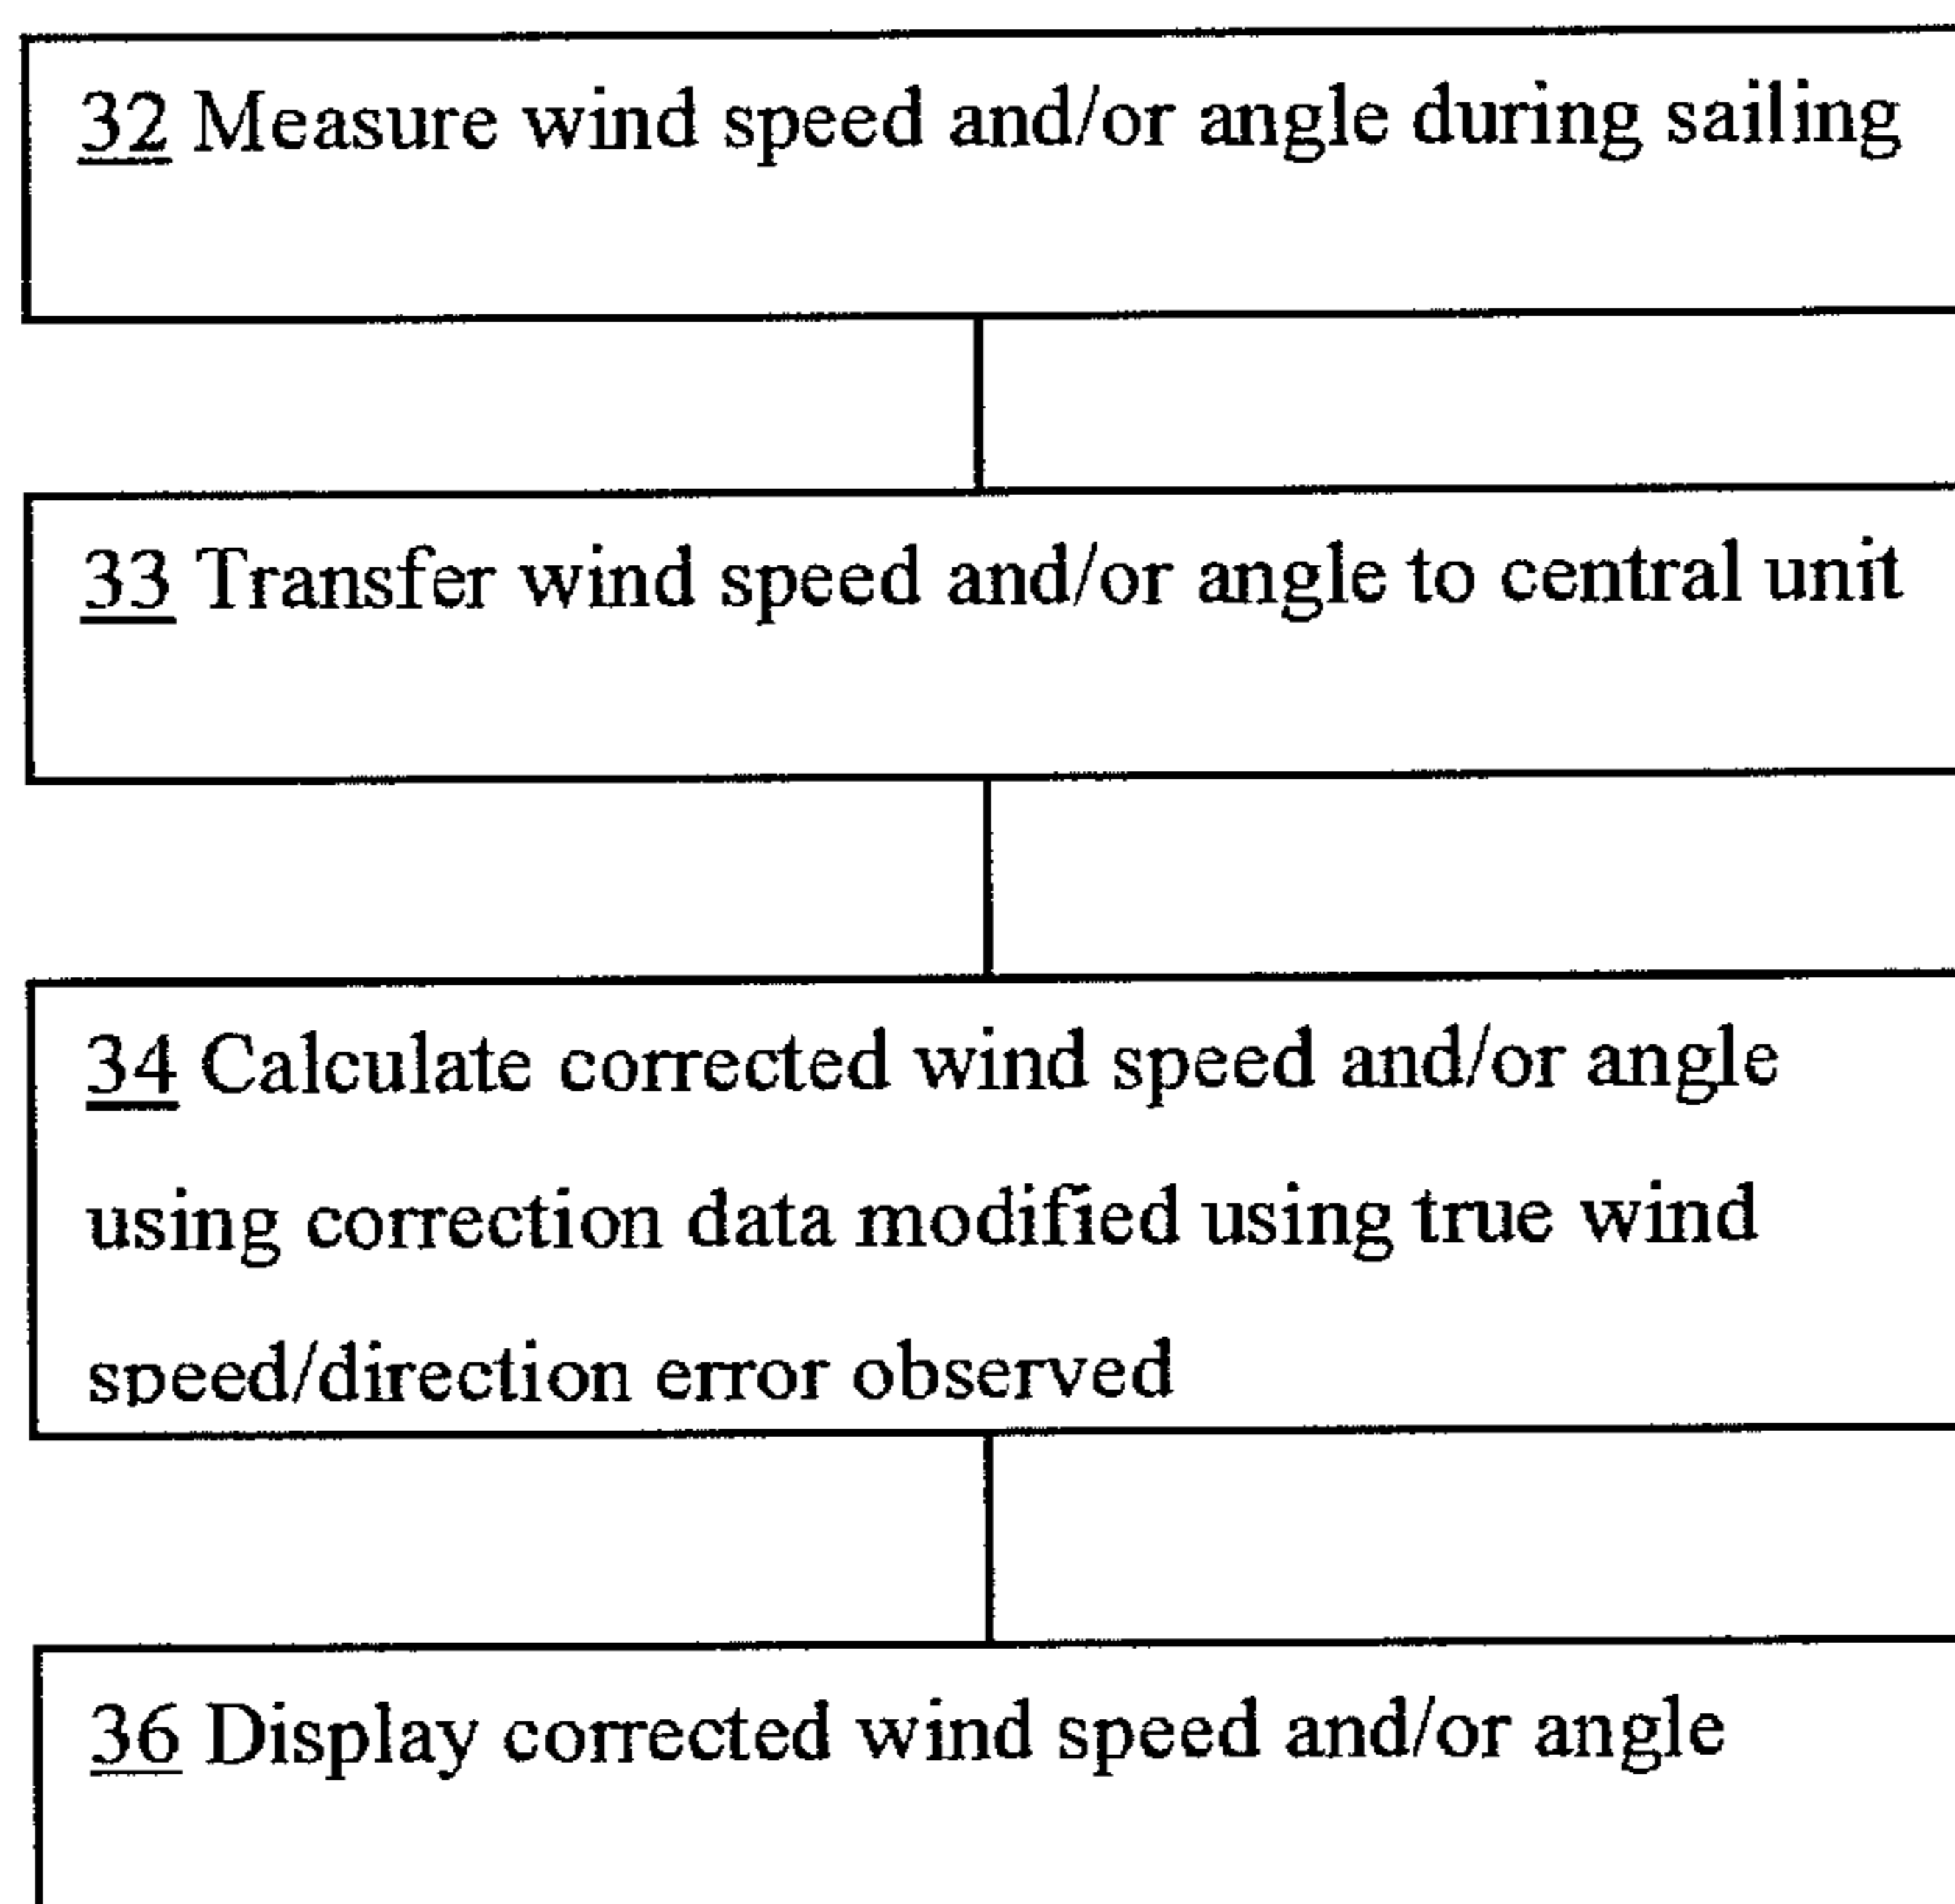 32 Measure wind speed and/or angle during sailing
33 Transfer wind speed and/or angle to central unit
34 Calculate corrected wind speed and/or angle
using correction data modified using true wind
speed/direction error observed
36 Display corrected wind speed and/or angle